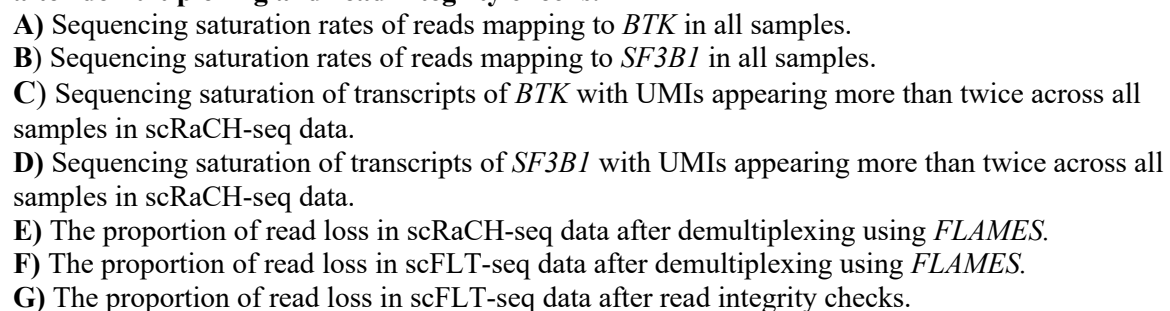 A) Sequencing saturation rates of reads mapping to BTK in all samples.
B) Sequencing saturation rates of reads mapping to SF3B1 in all samples.
C) Sequencing saturation of transcripts of BTK with UMIs appearing more than twice across all
samples in scRaCH-seq data.
D) Sequencing saturation of transcripts of SF3B1 with UMIs appearing more than twice across all
samples in scRaCH-seq data.
E) The proportion of read loss in scRaCH-seq data after demultiplexing using FLAMES.
F) The proportion of read loss in scFLT-seq data after demultiplexing using FLAMES.
G) The proportion of read loss in scFLT-seq data after read integrity checks.